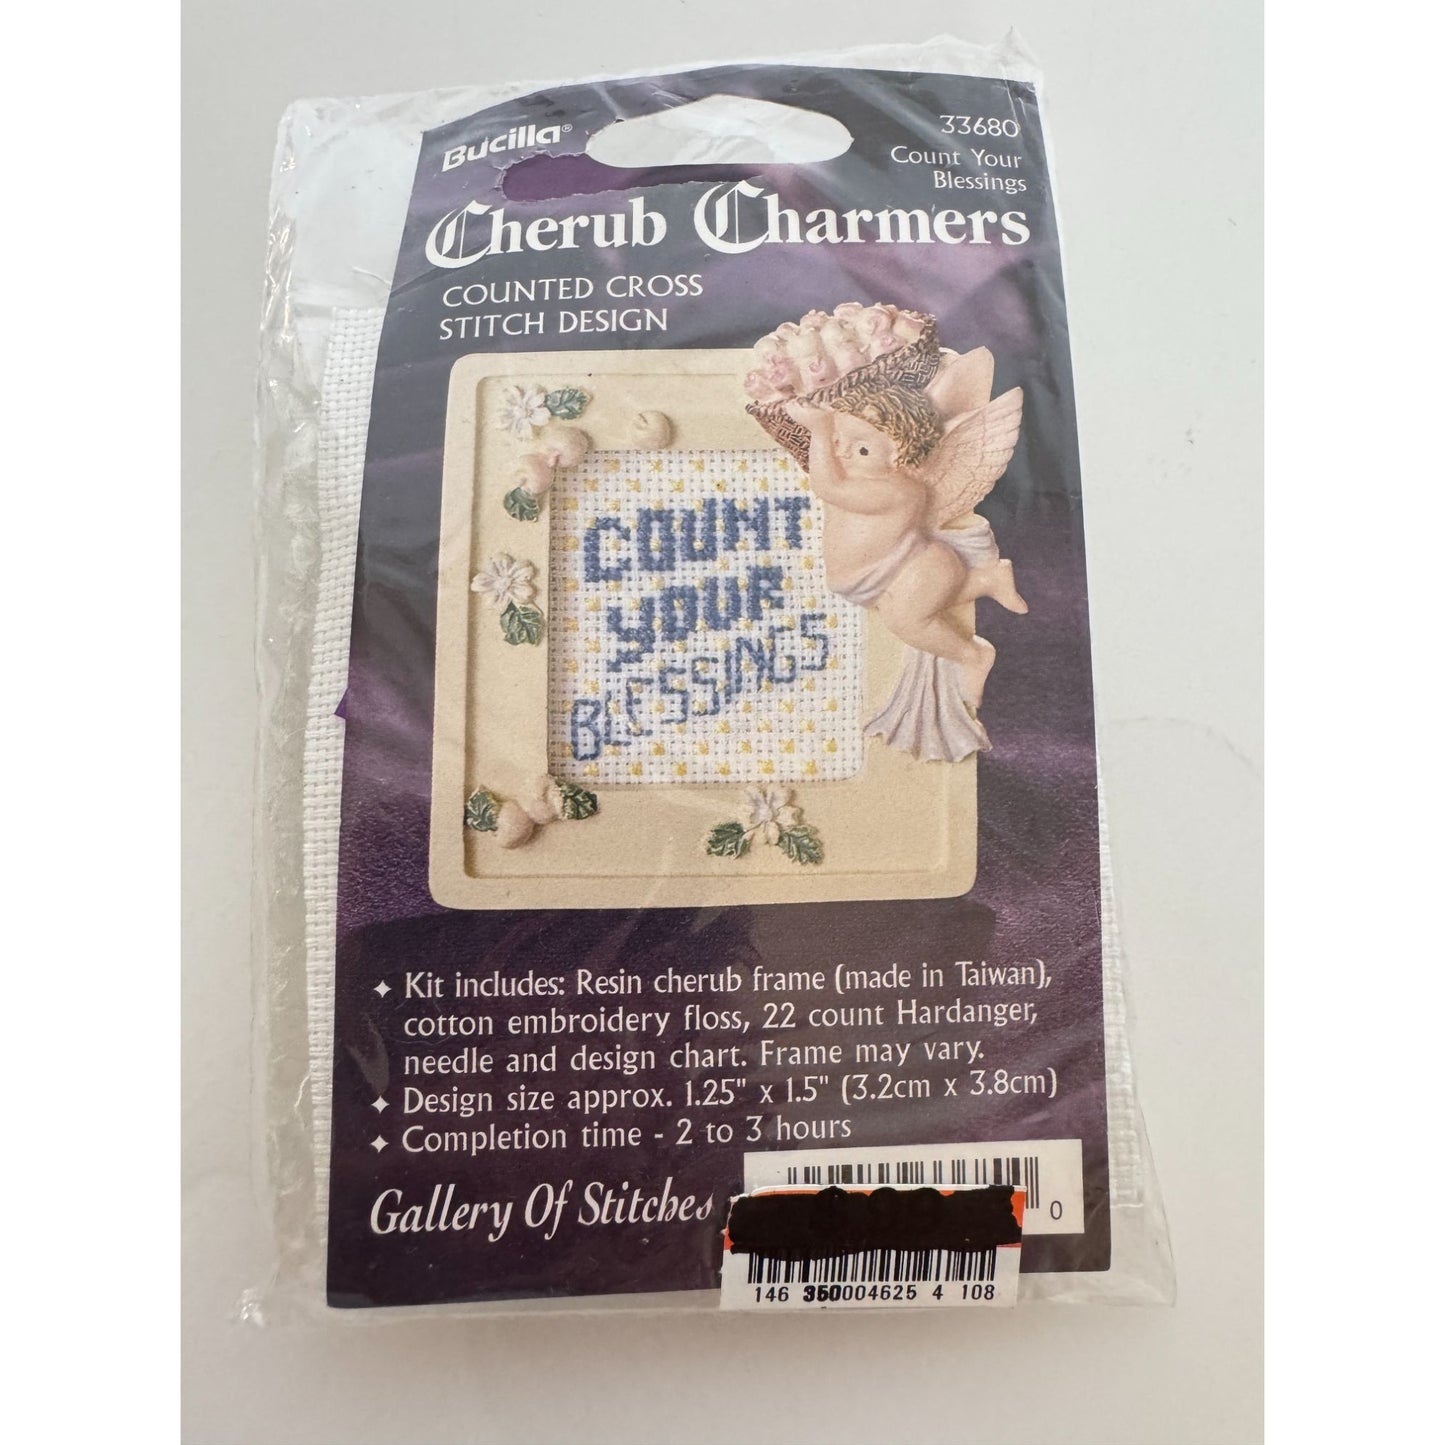 Bucilla®
33680
Count Your
Blessings
Cherub Charmers
COUNTED CROSS
STITCH DESIGN
COUNT
YOUR
BLESSINGS
✦ Kit includes: Resin cherub frame (made in Taiwan),
cotton embroidery floss, 22 count Hardanger,
needle and design chart. Frame may vary.
✦ Design size approx. 1.25" x 1.5" (3.2cm x 3.8cm)
✦ Completion time - 2 to 3 hours
Gallery Of Stitches
0
146 350004625 4 108